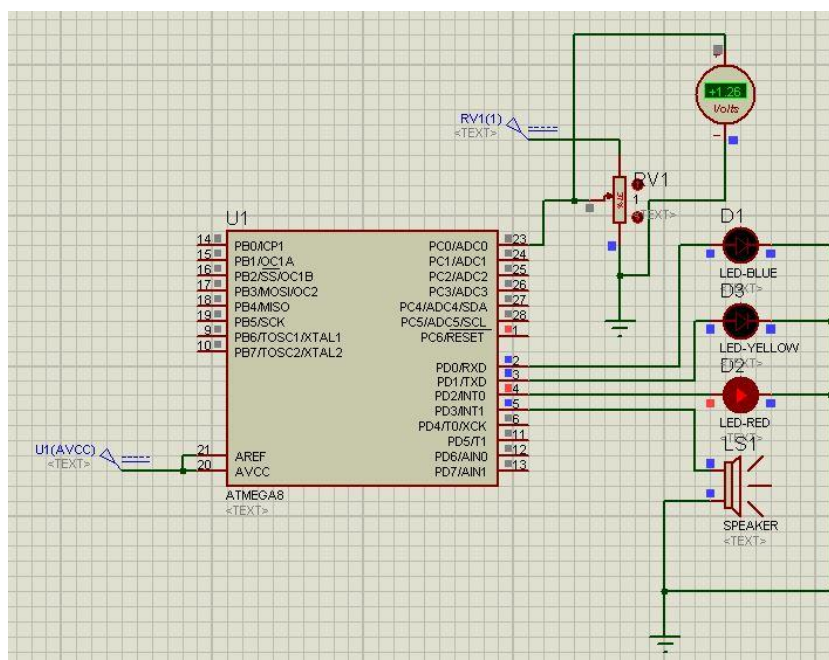 +1.26
Volts
RV1(1)
<TEXT>
RV1
1
<TEXT>
U1
14
PB0/ICP1
15
PB1/OC1A
16
PB2/SS/OC1B
17
PB3/MOSI/OC2
18
PB4/MISO
19
PB5/SCK
9
PB6/TOSC1/XTAL1
10
PB7/TOSC2/XTAL2
PC0/ADC0
23
PC1/ADC1
24
PC2/ADC2
25
PC3/ADC3
26
PC4/ADC4/SDA
27
PC5/ADC5/SCL
28
PC6/RESET
1
PD0/RXD
2
PD1/TXD
3
PD2/INT0
4
PD3/INT1
5
PD4/T0/XCK
6
PD5/T1
11
PD6/AIN0
12
PD7/AIN1
13
U1(AVCC)
<TEXT>
21
AREF
20
AVCC
ATMEGA8
<TEXT>
D1
LED-BLUE
<TEXT>
D3
LED-YELLOW
<TEXT>
D2
LED-RED
<TEXT>
LS1
SPEAKER
<TEXT>